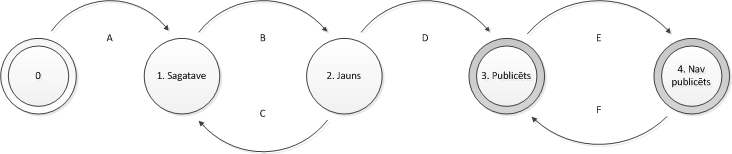 A
B
D
E
0
1. Sagatave
2. Jauns
3. Publicēts
4. Nav
publicēts
C
F